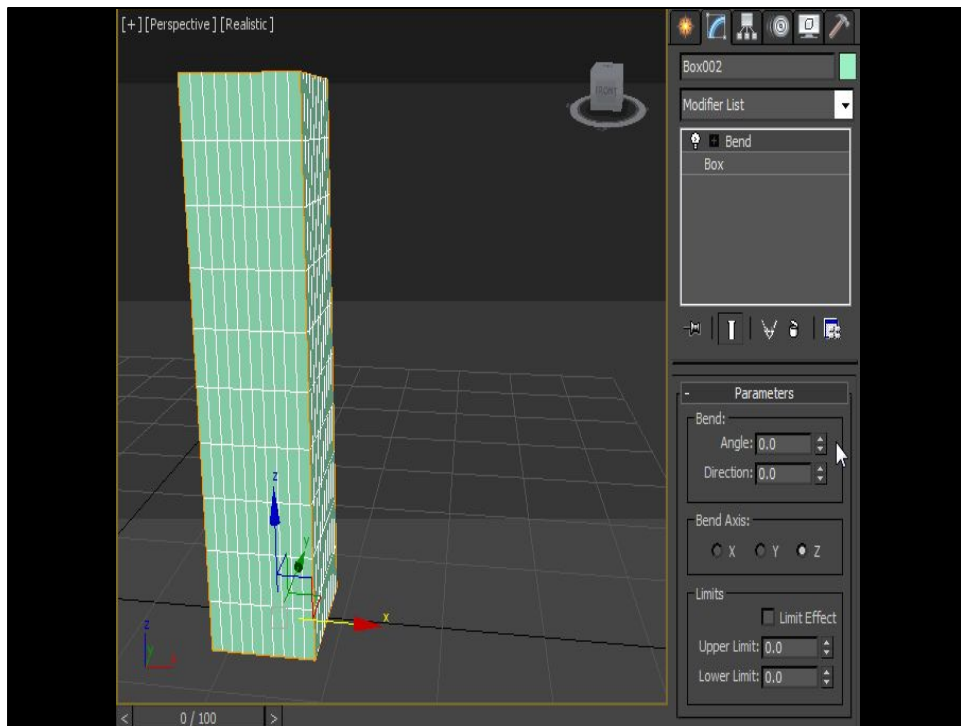 [+] [Perspective] [Realistic]
FRONT
z
y
x
z
y
x
0 / 100
Box002
Modifier List
Bend
Box
Parameters
Bend:
Angle: 0.0
Direction: 0.0
Bend Axis:
X Y Z
Limits
Limit Effect
Upper Limit: 0.0
Lower Limit: 0.0